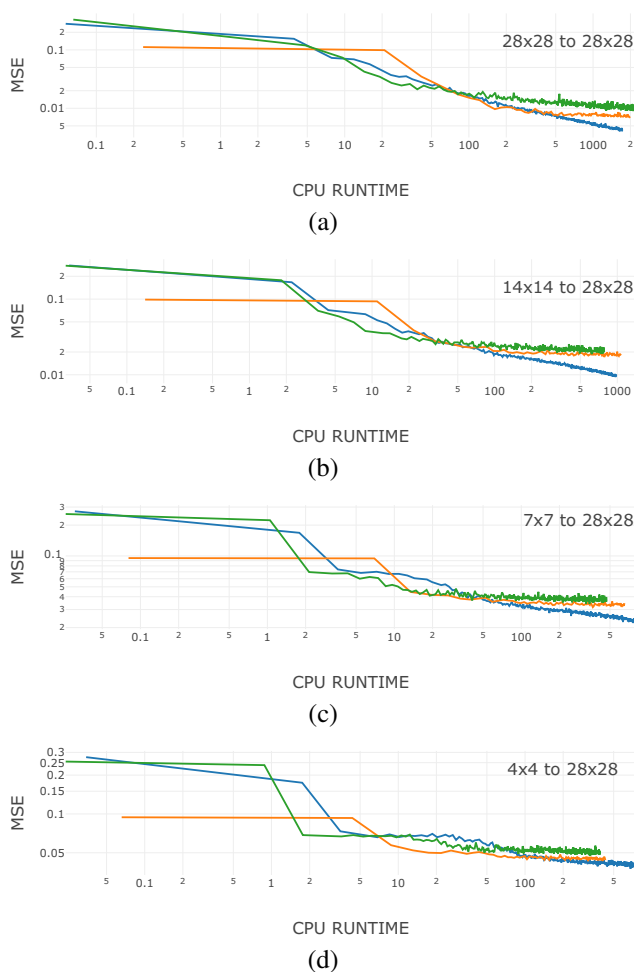 2
0.1
5
2
0.01
5
MSE
28x28 to 28x28
0.1 2 5 1 2 5 10 2 5 100 2 5 1000 2
CPU RUNTIME
(a)
2
0.1
5
2
0.01
MSE
14x14 to 28x28
5 0.1 2 5 1 2 5 10 2 5 100 2 5 1000
CPU RUNTIME
(b)
3
2
0.1
9
8
7
6
5
4
3
2
MSE
7x7 to 28x28
5 0.1 2 5 1 2 5 10 2 5 100 2 5
CPU RUNTIME
(c)
0.3
0.25
0.2
0.15
0.1
0.05
MSE
4x4 to 28x28
5 0.1 2 5 1 2 5 10 2 5 100 2 5
CPU RUNTIME
(d)